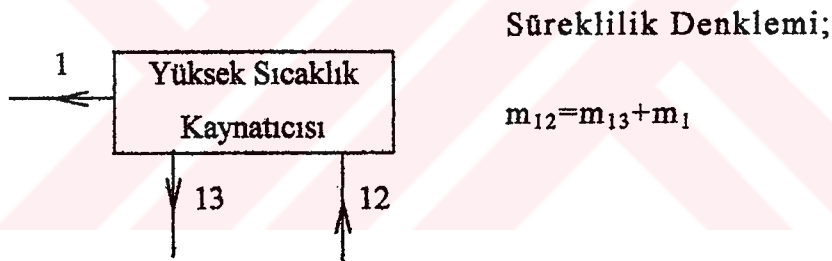 Süreklilik Denklemi;
1
Yüksek Sıcaklık
Kaynatıcısı
m₁₂=m₁₃+m₁
13
12